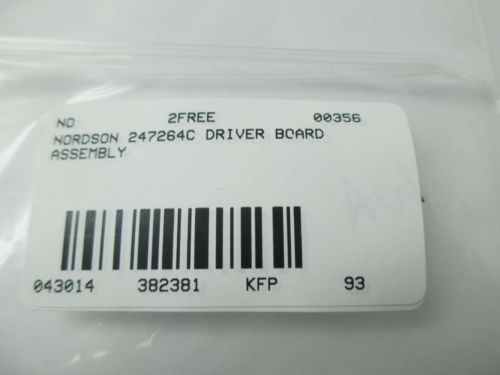 NO 2FREE 00356
NORDSON 247264C DRIVER BOARD
ASSEMBLY
043014 382381 KFP 93